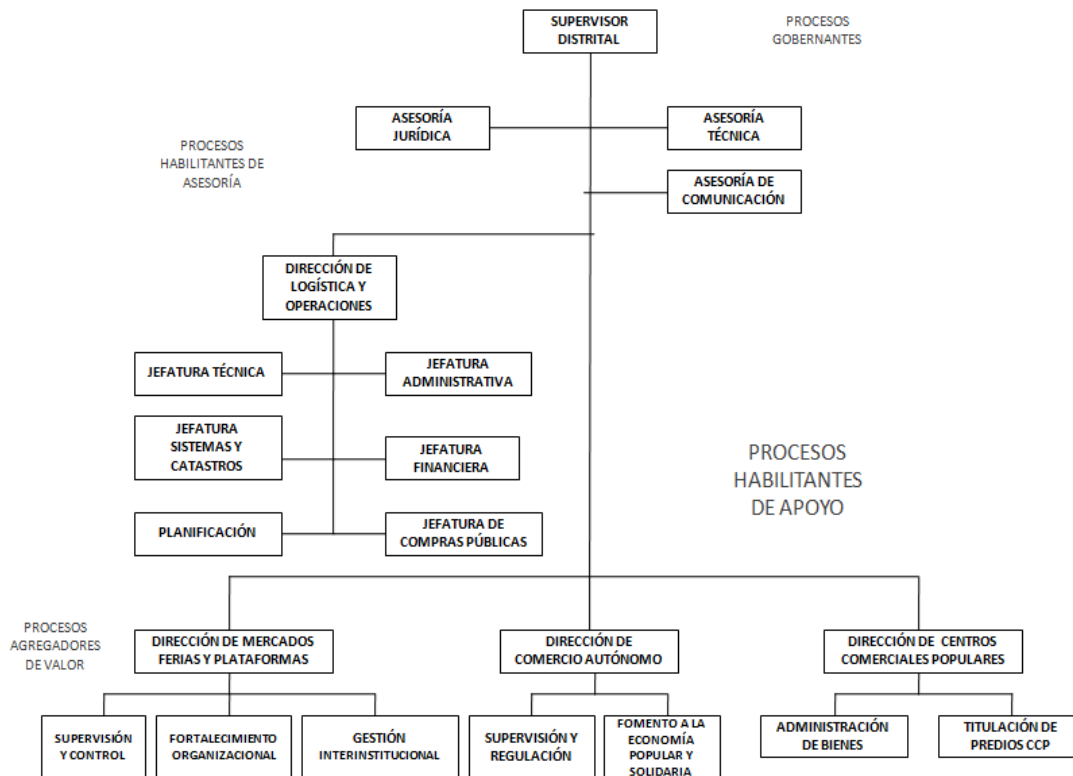 SUPERVISOR
DISTRITAL
PROCESOS
GOBERNANTES
ASESORÍA
JURÍDICA
ASESORÍA
TÉCNICA
PROCESOS
HABILITANTES DE
ASESORÍA
ASESORÍA DE
COMUNICACIÓN
DIRECCIÓN DE
LOGÍSTICA Y
OPERACIONES
JEFATURA TÉCNICA
JEFATURA
ADMINISTRATIVA
JEFATURA
SISTEMAS Y
CATASTROS
JEFATURA
FINANCIERA
PROCESOS
HABILITANTES
DE APOYO
PLANIFICACIÓN
JEFATURA DE
COMPRAS PÚBLICAS
PROCESOS
AGREGADORES
DE VALOR
DIRECCIÓN DE MERCADOS
FERIAS Y PLATAFORMAS
DIRECCIÓN DE
COMERCIO AUTÓNOMO
DIRECCIÓN DE CENTROS
COMERCIALES POPULARES
SUPERVISIÓN
Y CONTROL
FORTALECIMIENTO
ORGANIZACIONAL
GESTIÓN
INTERINSTITUCIONAL
SUPERVISIÓN Y
REGULACIÓN
FOMENTO A LA
ECONOMÍA
POPULAR Y
SOLIDARIA
ADMINISTRACIÓN
DE BIENES
TITULACIÓN DE
PREDIOS CCP